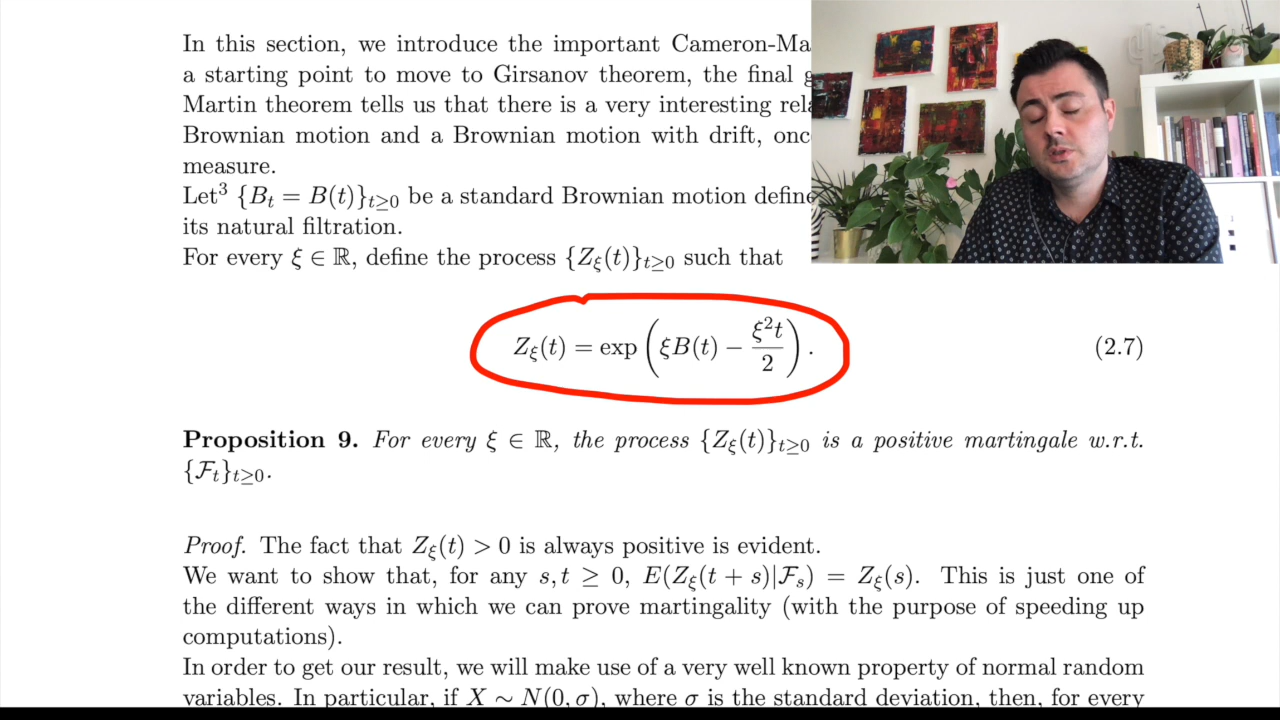 In this section, we introduce the important Cameron-Ma
a starting point to move to Girsanov theorem, the final g
Martin theorem tells us that there is a very interesting rela
Brownian motion and a Brownian motion with drift, onc
measure.
Let³ {Bₜ = B(t)}ₜ≥₀ be a standard Brownian motion define
its natural filtration.
For every ξ ∈ ℝ, define the process {Z_ξ(t)}ₜ≥₀ such that
Z_ξ(t) = exp(ξB(t) − ξ²t/2). (2.7)
Proposition 9. For every ξ ∈ ℝ, the process {Z_ξ(t)}ₜ≥₀ is a positive martingale w.r.t.
{ℱₜ}ₜ≥₀.
Proof. The fact that Z_ξ(t) > 0 is always positive is evident.
We want to show that, for any s, t ≥ 0, E(Z_ξ(t + s)|ℱₛ) = Z_ξ(s). This is just one of
the different ways in which we can prove martingality (with the purpose of speeding up
computations).
In order to get our result, we will make use of a very well known property of normal random
variables. In particular, if X ∼ N(0, σ), where σ is the standard deviation, then, for every